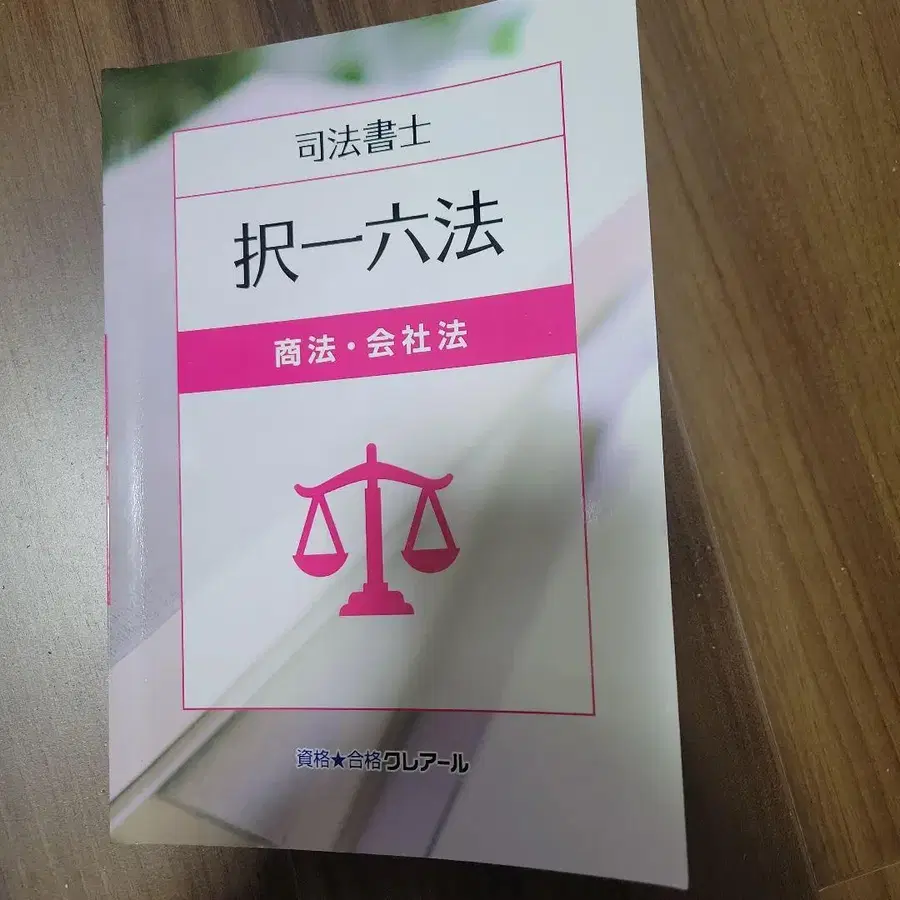 司法書士
択一六法
商法・会社法
資格★合格クレアール